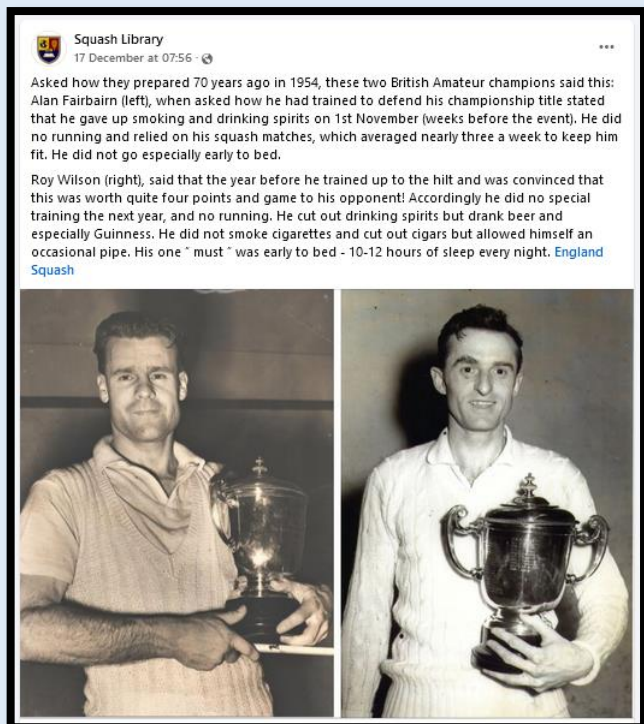 Squash Library
17 December at 07:56 ·
Asked how they prepared 70 years ago in 1954, these two British Amateur champions said this:
Alan Fairbairn (left), when asked how he had trained to defend his championship title stated
that he gave up smoking and drinking spirits on 1st November (weeks before the event). He did
no running and relied on his squash matches, which averaged nearly three a week to keep him
fit. He did not go especially early to bed.
Roy Wilson (right), said that the year before he trained up to the hilt and was convinced that
this was worth quite four points and game to his opponent! Accordingly he did no special
training the next year, and no running. He cut out drinking spirits but drank beer and
especially Guinness. He did not smoke cigarettes and cut out cigars but allowed himself an
occasional pipe. His one ˝ must ˝ was early to bed - 10-12 hours of sleep every night. England
Squash